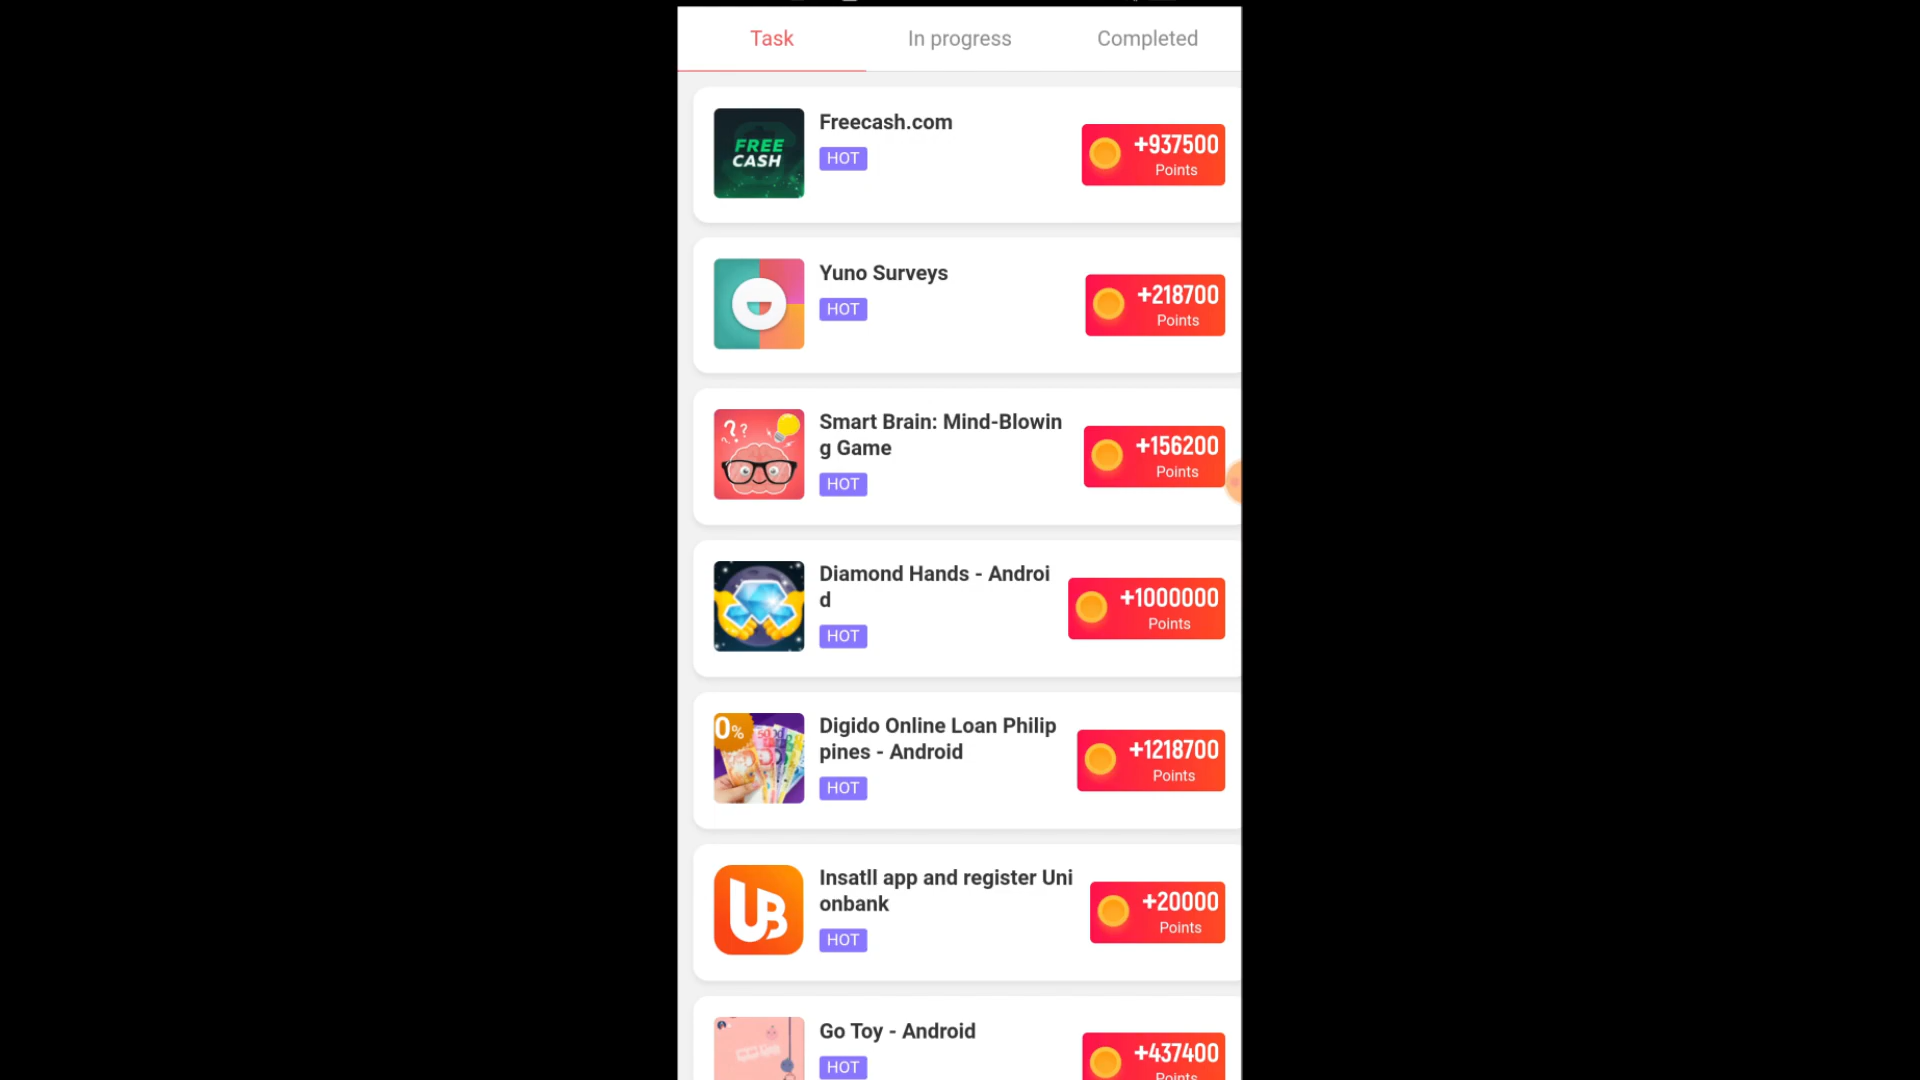 Task
In progress
Completed
FREE
CASH
Freecash.com
HOT
+937500
Points
Yuno Surveys
HOT
+218700
Points
??
Smart Brain: Mind-Blowin
g Game
HOT
+156200
Points
Diamond Hands - Androi
d
HOT
+1000000
Points
0%
Digido Online Loan Philip
pines - Android
HOT
+1218700
Points
UB
Insatll app and register Uni
onbank
HOT
+20000
Points
Go Toy - Android
HOT
+437400
Points